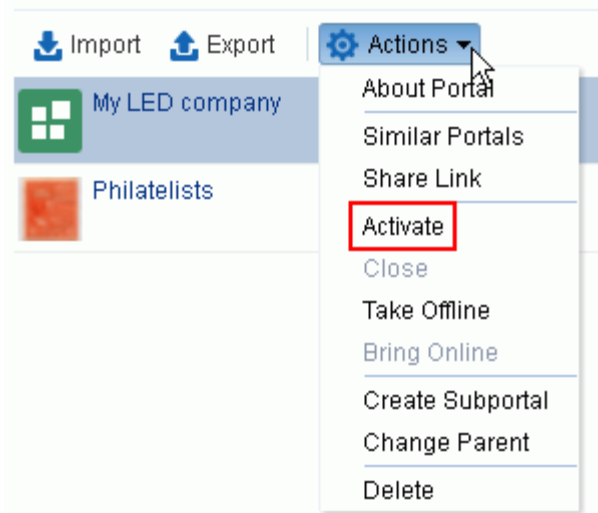 Import Export Actions
My LED company
Philatelists
About Portal
Similar Portals
Share Link
Activate
Close
Take Offline
Bring Online
Create Subportal
Change Parent
Delete